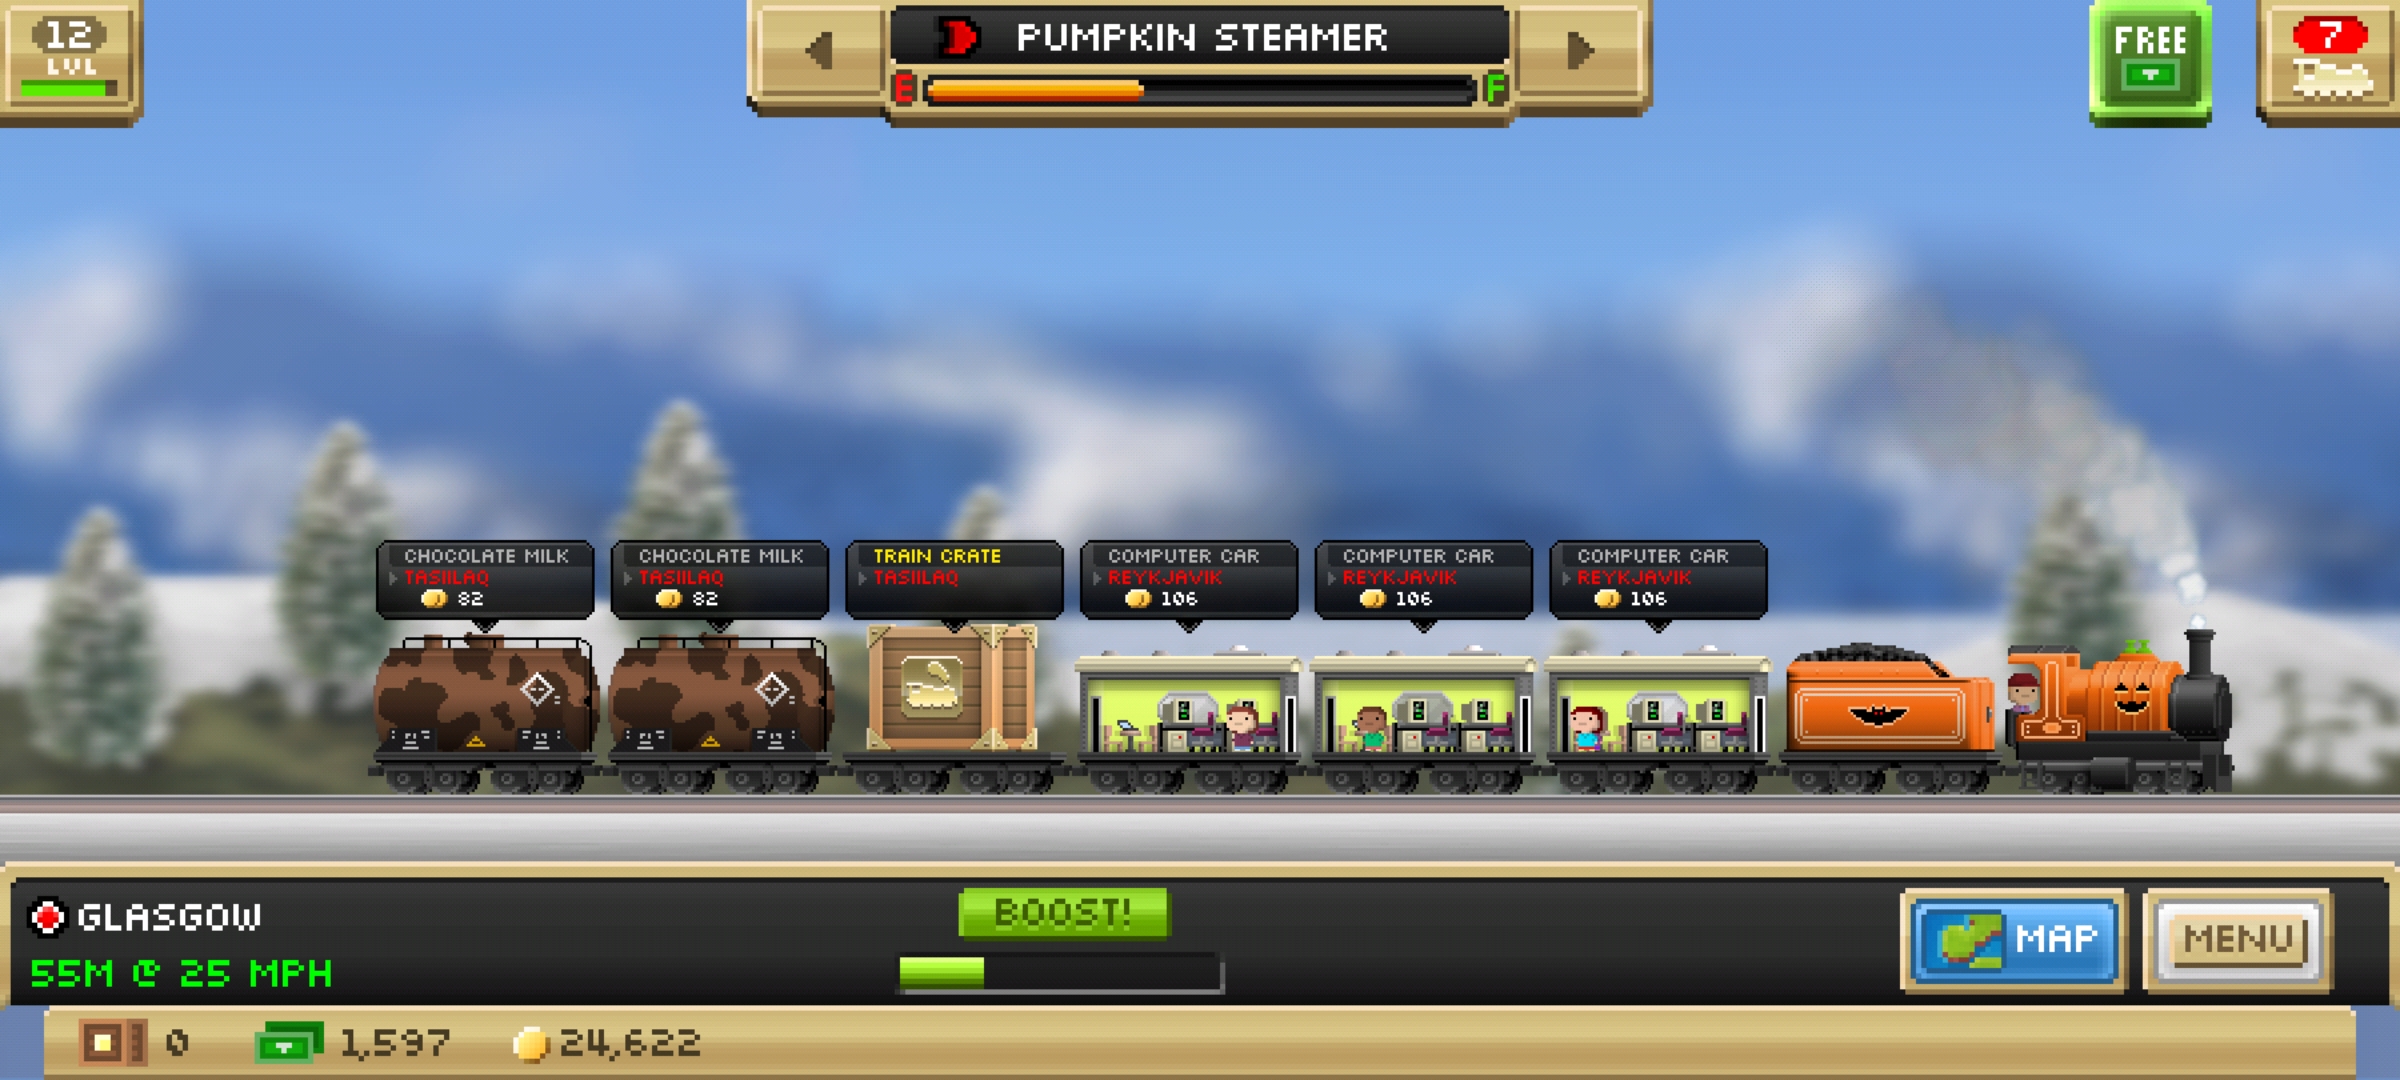 12
LVL
PUMPKIN STEAMER
E F
FREE
7
CHOCOLATE MILK
TASIILAQ
82
CHOCOLATE MILK
TASIILAQ
82
TRAIN CRATE
TASIILAQ
COMPUTER CAR
REYKJAVIK
106
COMPUTER CAR
REYKJAVIK
106
COMPUTER CAR
REYKJAVIK
106
GLASGOW
55M @ 25 MPH
BOOST!
MAP
MENU
0
1,597
24,622